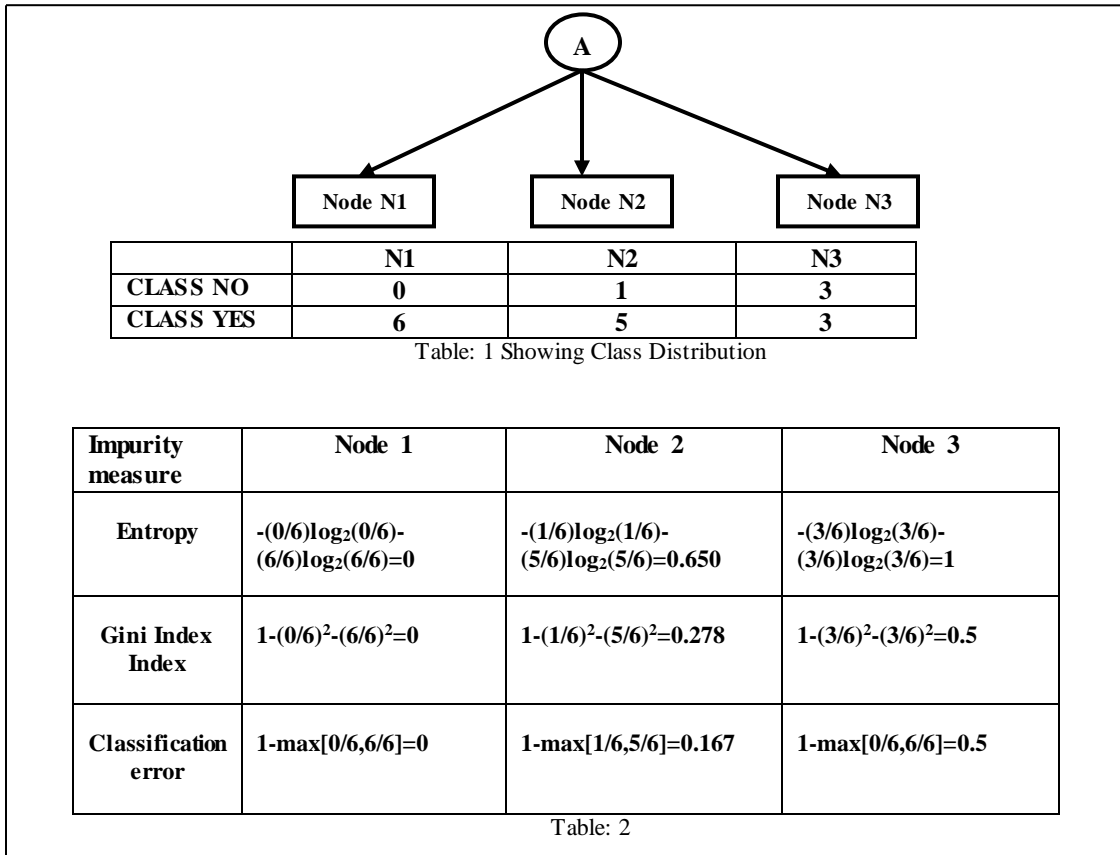 A
Node N1 Node N2 Node N3
N1 N2 N3
CLASS NO 0 1 3
CLASS YES 6 5 3
Table: 1 Showing Class Distribution
Impurity measure Node 1 Node 2 Node 3
Entropy -(0/6)log₂(0/6)- -(1/6)log₂(1/6)- -(3/6)log₂(3/6)-
(6/6)log₂(6/6)=0 (5/6)log₂(5/6)=0.650 (3/6)log₂(3/6)=1
Gini Index 1-(0/6)²-(6/6)²=0 1-(1/6)²-(5/6)²=0.278 1-(3/6)²-(3/6)²=0.5
Index
Classification 1-max[0/6,6/6]=0 1-max[1/6,5/6]=0.167 1-max[0/6,6/6]=0.5
error
Table: 2